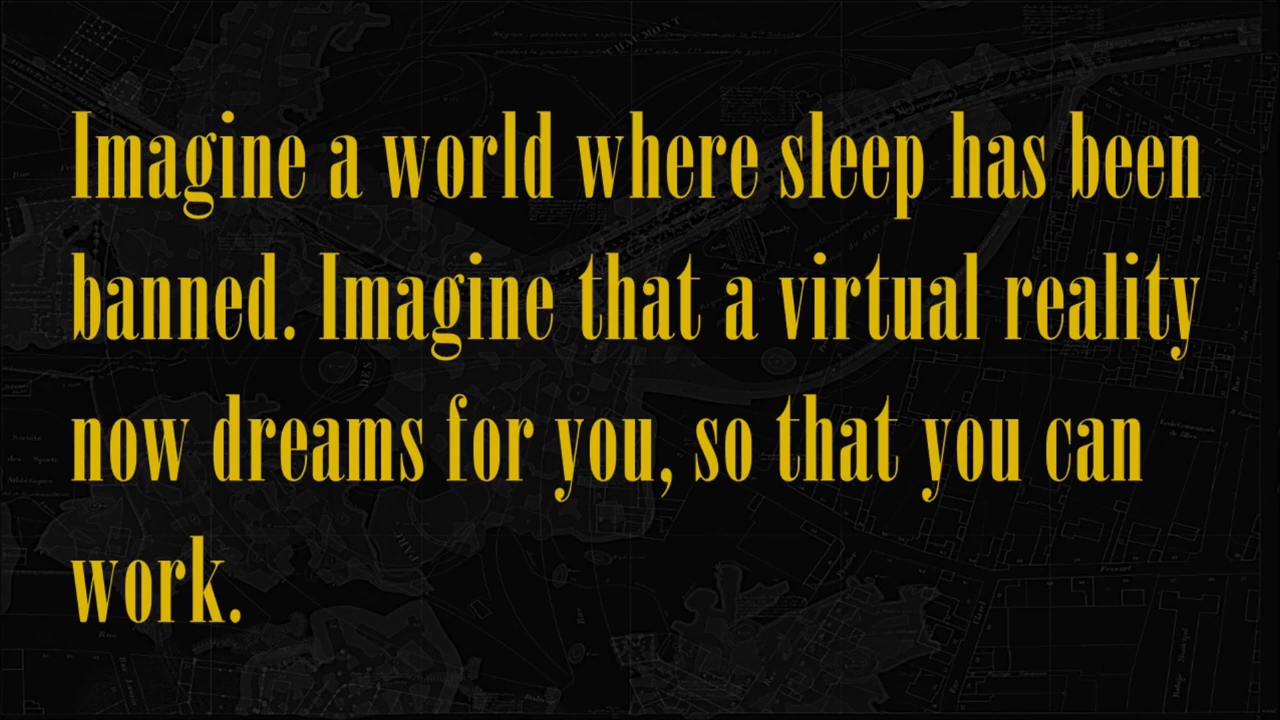 Imagine a world where sleep has been
banned. Imagine that a virtual reality
now dreams for you, so that you can
work.